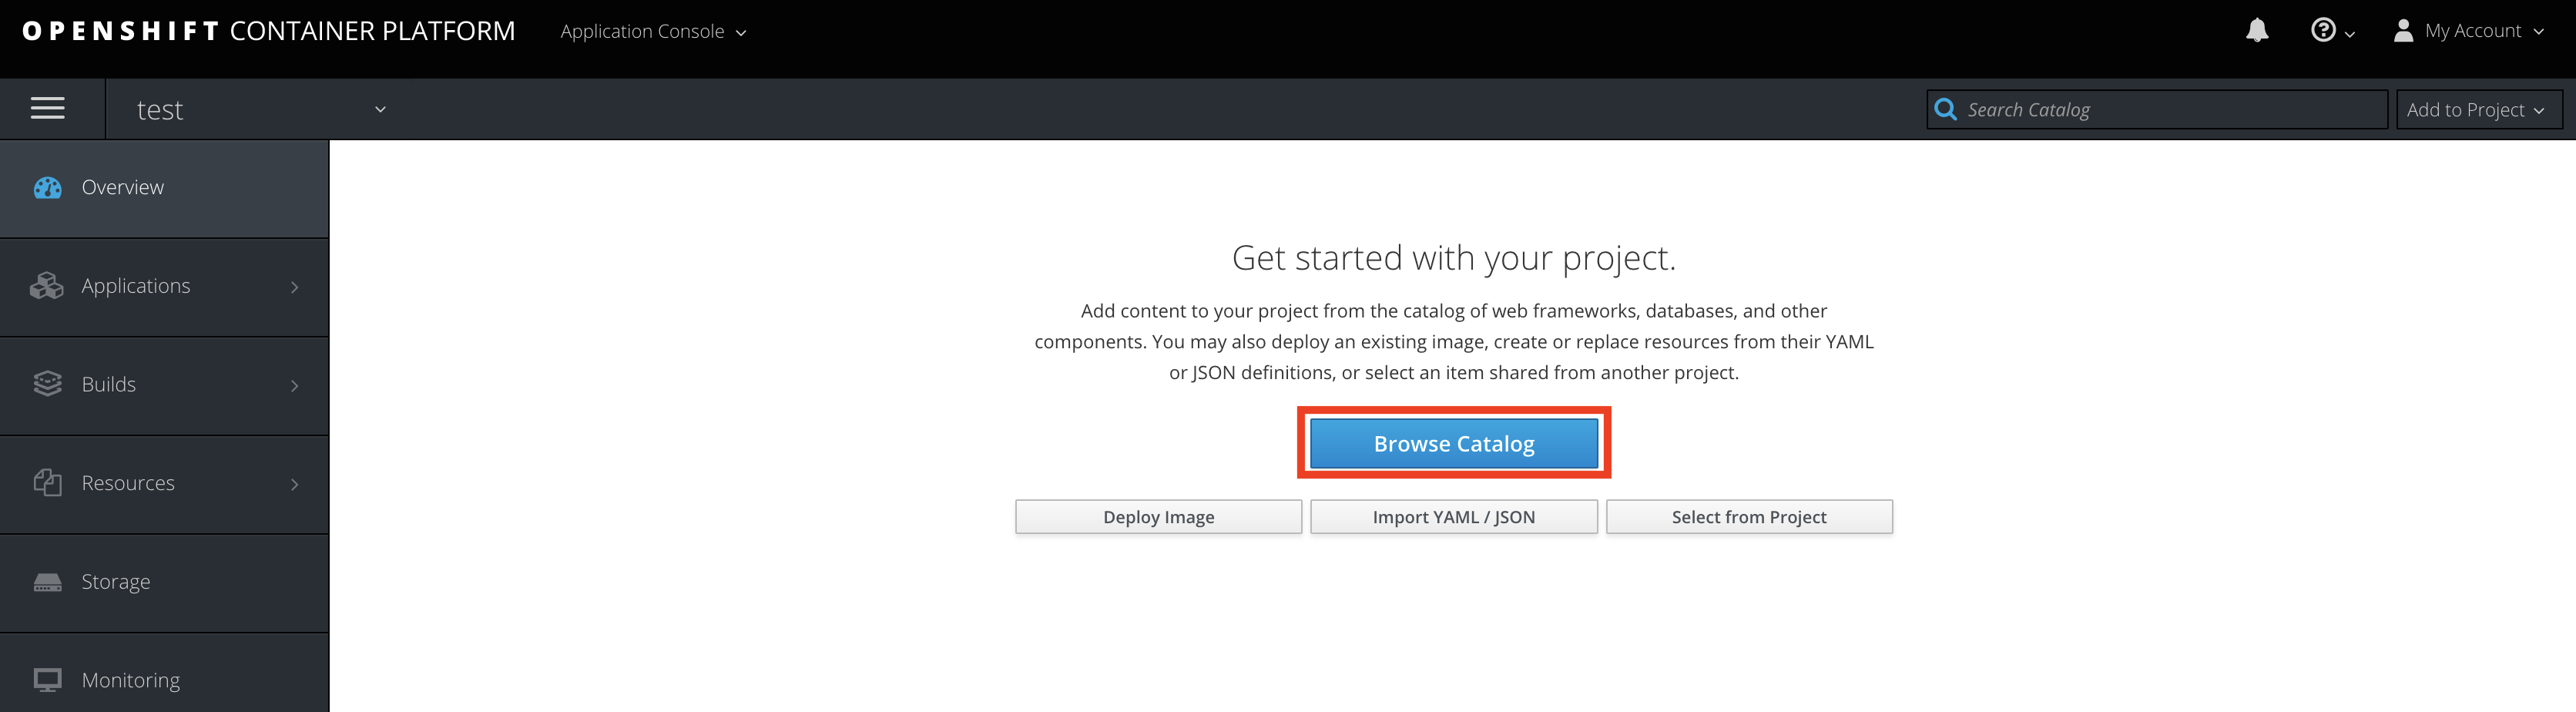 OPENSHIFT CONTAINER PLATFORM
Application Console
My Account
test
Search Catalog
Add to Project
Overview
Applications
Builds
Resources
Storage
Monitoring
Get started with your project.
Add content to your project from the catalog of web frameworks, databases, and other
components. You may also deploy an existing image, create or replace resources from their YAML
or JSON definitions, or select an item shared from another project.
Browse Catalog
Deploy Image
Import YAML / JSON
Select from Project